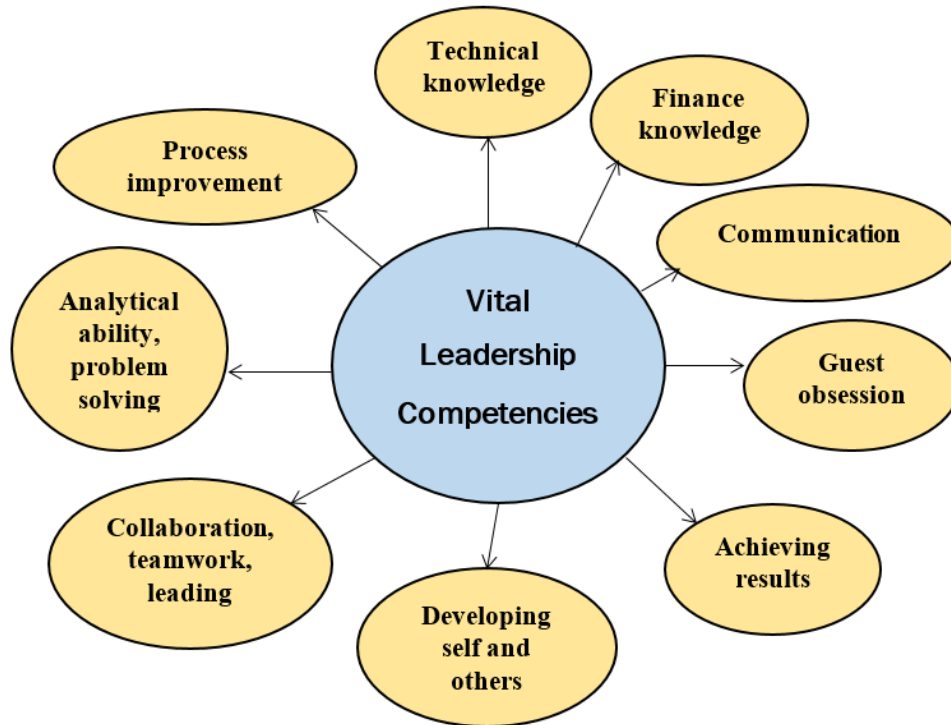 Technical
knowledge
Finance
knowledge
Process
improvement
Communication
Vital
Leadership
Competencies
Analytical
ability,
problem
solving
Guest
obsession
Collaboration,
teamwork,
leading
Achieving
results
Developing
self and
others